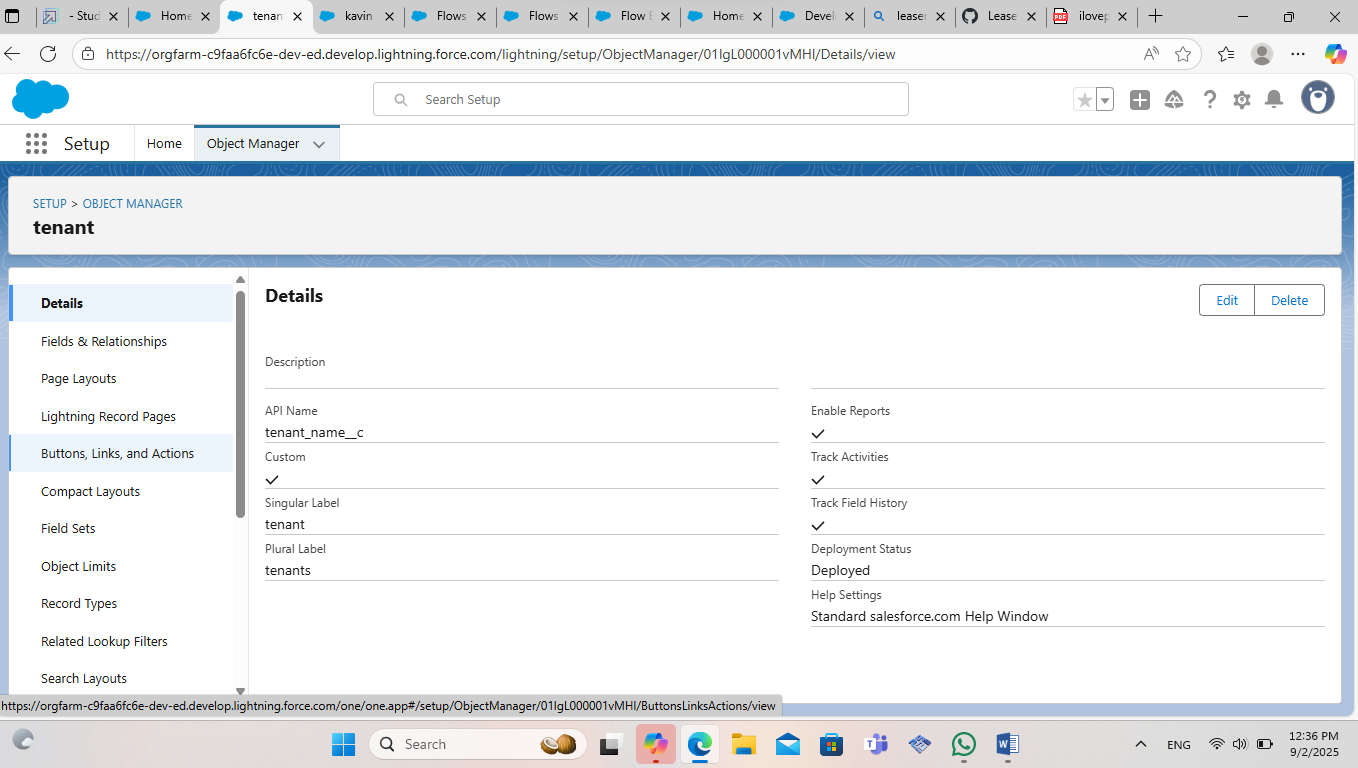 - Stud
Home
tenant
kavin
Flows
Flows
Flow E
Home
Devel
leaser
Lease
PDF
ilovep
https://orgfarm-c9faa6fc6e-dev-ed.develop.lightning.force.com/lightning/setup/ObjectManager/01IgL000001vMHI/Details/view
Search Setup
Setup
Home
Object Manager
SETUP > OBJECT MANAGER
tenant
Details
Fields & Relationships
Page Layouts
Lightning Record Pages
Buttons, Links, and Actions
Compact Layouts
Field Sets
Object Limits
Record Types
Related Lookup Filters
Search Layouts
Details
Edit
Delete
Description
API Name
tenant_name__c
Custom
Singular Label
tenant
Plural Label
tenants
Enable Reports
Track Activities
Track Field History
Deployment Status
Deployed
Help Settings
Standard salesforce.com Help Window
https://orgfarm-c9faa6fc6e-dev-ed.develop.lightning.force.com/one/one.app#/setup/ObjectManager/01IgL000001vMHI/ButtonsLinksActions/view
Search
ENG
12:36 PM
9/2/2025